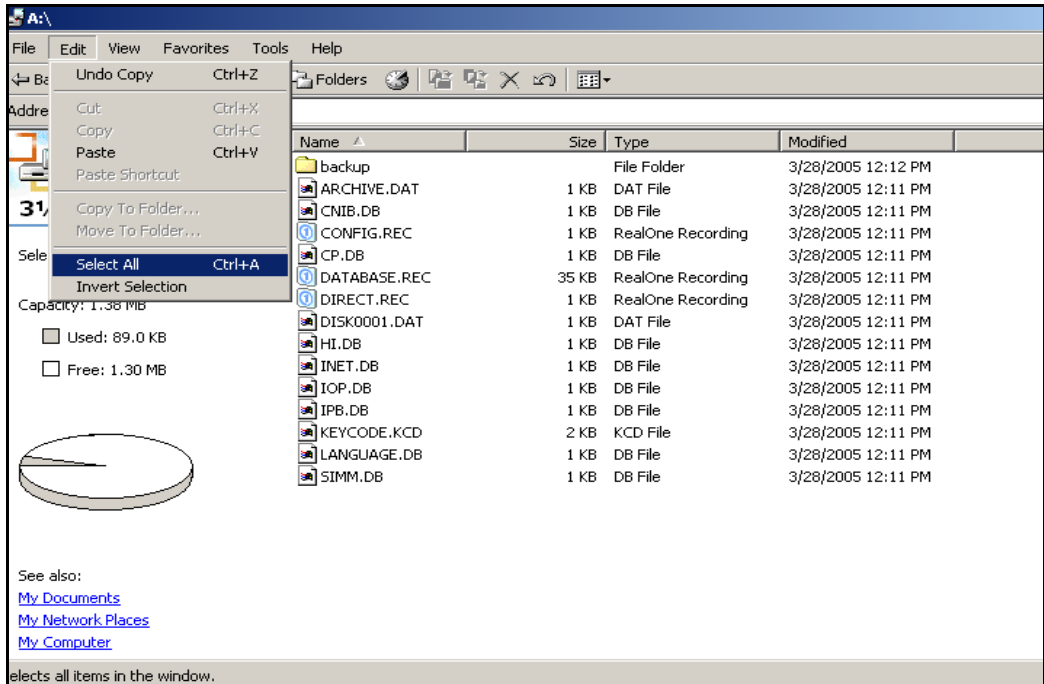 A:\
File Edit View Favorites Tools Help
Ba Folders
Addre
Undo Copy Ctrl+Z
Cut Ctrl+X
Copy Ctrl+C
Paste Ctrl+V
Paste Shortcut
Copy To Folder...
Move To Folder...
Select All Ctrl+A
Invert Selection
3½
Sele
Capacity: 1.38 MB
Used: 89.0 KB
Free: 1.30 MB
See also:
My Documents
My Network Places
My Computer
Name Size Type Modified
backup File Folder 3/28/2005 12:12 PM
ARCHIVE.DAT 1 KB DAT File 3/28/2005 12:11 PM
CNIB.DB 1 KB DB File 3/28/2005 12:11 PM
CONFIG.REC 1 KB RealOne Recording 3/28/2005 12:11 PM
CP.DB 1 KB DB File 3/28/2005 12:11 PM
DATABASE.REC 35 KB RealOne Recording 3/28/2005 12:11 PM
DIRECT.REC 1 KB RealOne Recording 3/28/2005 12:11 PM
DISK0001.DAT 1 KB DAT File 3/28/2005 12:11 PM
HI.DB 1 KB DB File 3/28/2005 12:11 PM
INET.DB 1 KB DB File 3/28/2005 12:11 PM
IOP.DB 1 KB DB File 3/28/2005 12:11 PM
IPB.DB 1 KB DB File 3/28/2005 12:11 PM
KEYCODE.KCD 2 KB KCD File 3/28/2005 12:11 PM
LANGUAGE.DB 1 KB DB File 3/28/2005 12:11 PM
SIMM.DB 1 KB DB File 3/28/2005 12:11 PM
elects all items in the window.